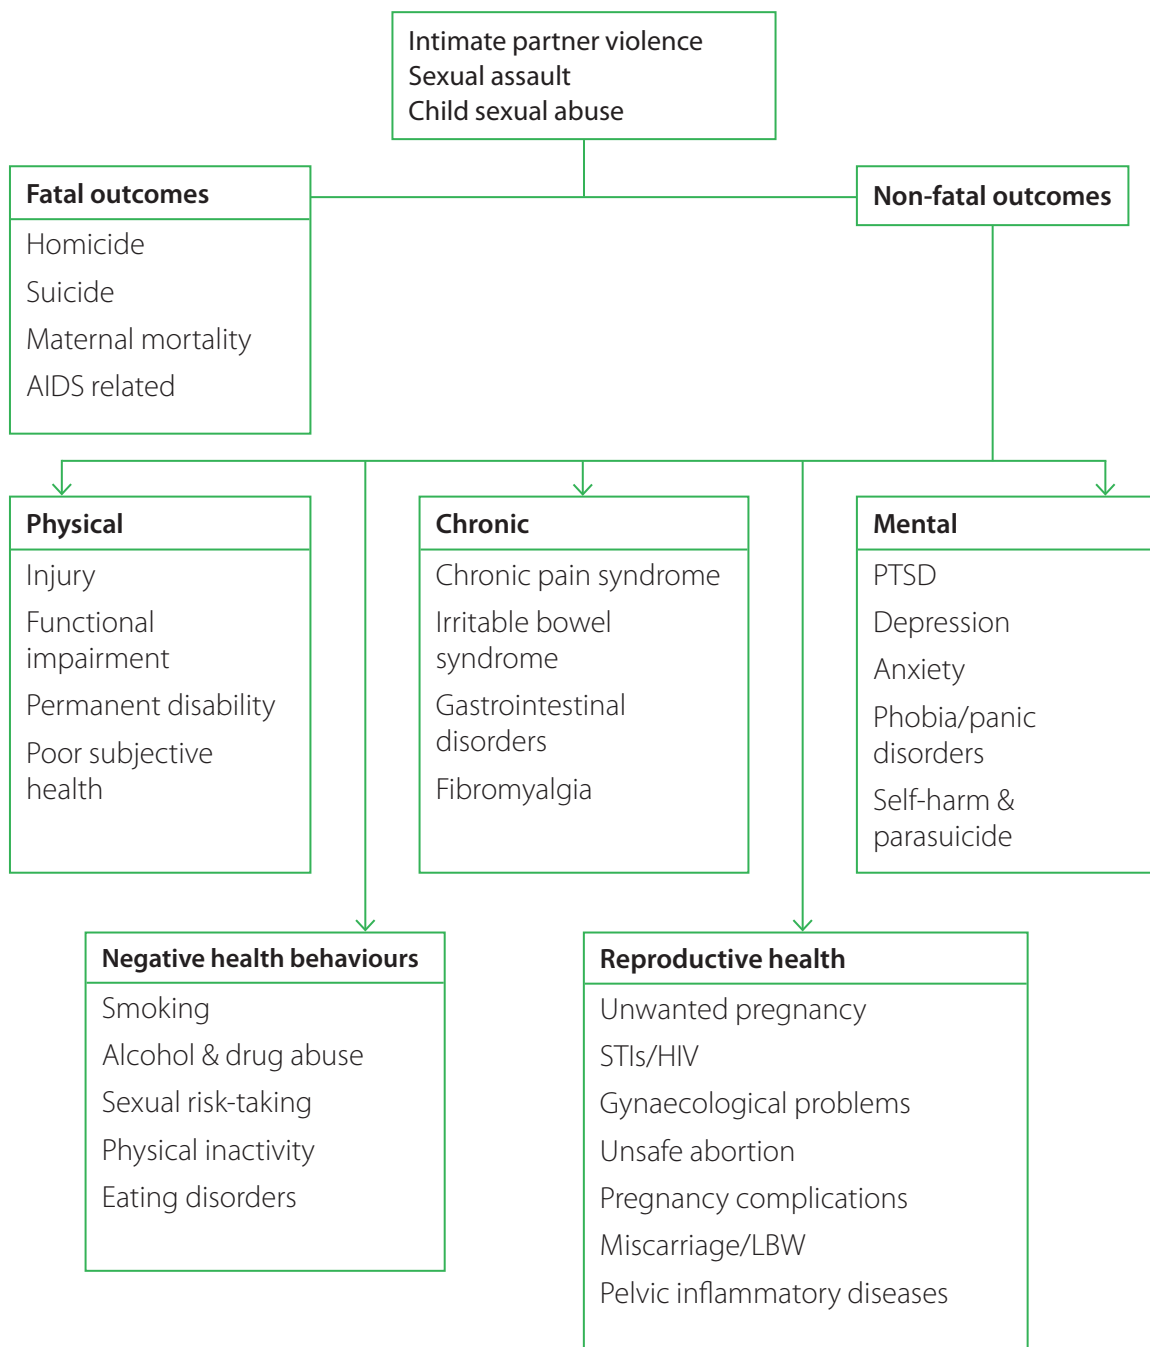 Intimate partner violence
Sexual assault
Child sexual abuse
Fatal outcomes
Homicide
Suicide
Maternal mortality
AIDS related
Non-fatal outcomes
Physical
Injury
Functional
impairment
Permanent disability
Poor subjective
health
Chronic
Chronic pain syndrome
Irritable bowel
syndrome
Gastrointestinal
disorders
Fibromyalgia
Mental
PTSD
Depression
Anxiety
Phobia/panic
disorders
Self-harm &
parasuicide
Negative health behaviours
Smoking
Alcohol & drug abuse
Sexual risk-taking
Physical inactivity
Eating disorders
Reproductive health
Unwanted pregnancy
STIs/HIV
Gynaecological problems
Unsafe abortion
Pregnancy complications
Miscarriage/LBW
Pelvic inflammatory diseases